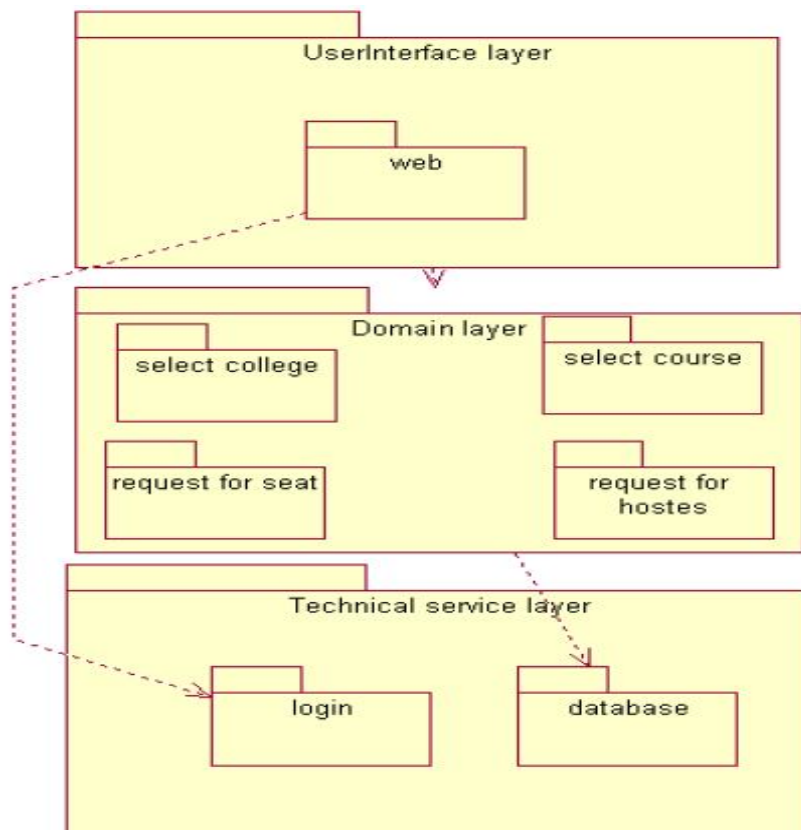 UserInterface layer
web
Domain layer
select college
select course
request for seat
request for
hostes
Technical service layer
login
database